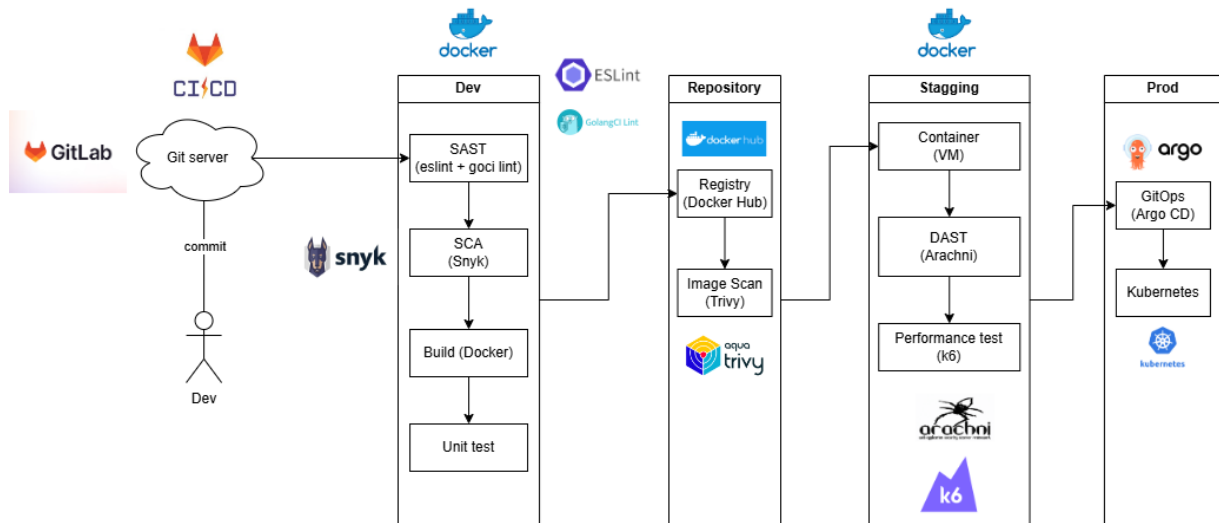 docker
docker
CI/CD
GitLab
Git server
commit
Dev
snyk
Dev
SAST
(eslint + goci lint)
SCA
(Snyk)
Build (Docker)
Unit test
ESLint
GolangCI Lint
Repository
docker hub
Registry
(Docker Hub)
Image Scan
(Trivy)
aqua
trivy
Stagging
Container
(VM)
DAST
(Arachni)
Performance test
(k6)
arachni
k6
Prod
argo
GitOps
(Argo CD)
Kubernetes
kubernetes